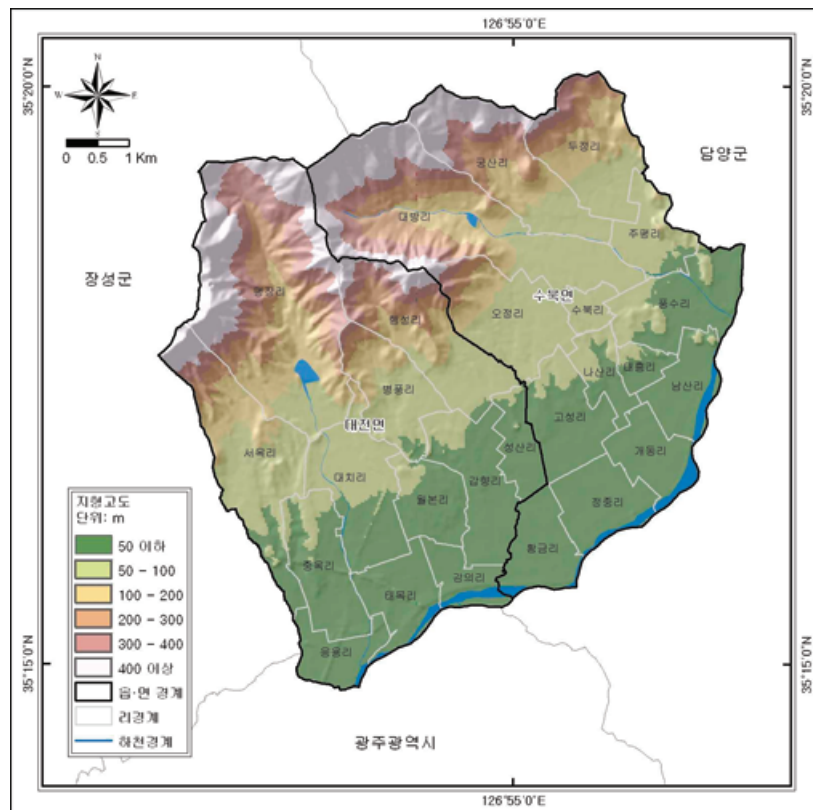 126°55'0"E
35°20'0"N
35°20'0"N
N
W
E
S
0 0.5 1 Km
담양군
장성군
두정리
궁산리
대방리
주평리
행성리
수북면
오정리
수북리
풍수리
병풍리
나산리
대흥리
남산리
고성리
대전면
성산리
개동리
서옥리
대치리
갑향리
월본리
정중리
황금리
중옥리
광의리
태목리
응용리
지형고도
단위: m
50 이하
50 - 100
100 - 200
200 - 300
300 - 400
400 이상
읍·면 경계
리경계
하천경계
35°15'0"N
35°15'0"N
광주광역시
126°55'0"E